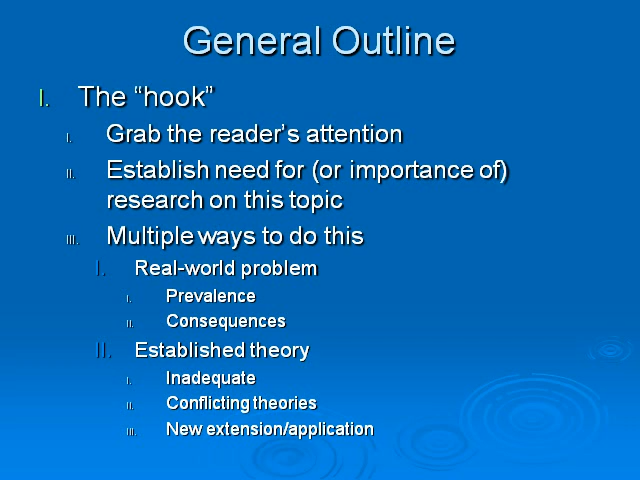 General Outline
I. The “hook”
I. Grab the reader’s attention
II. Establish need for (or importance of)
research on this topic
III. Multiple ways to do this
I. Real-world problem
I. Prevalence
II. Consequences
II. Established theory
I. Inadequate
II. Conflicting theories
III. New extension/application